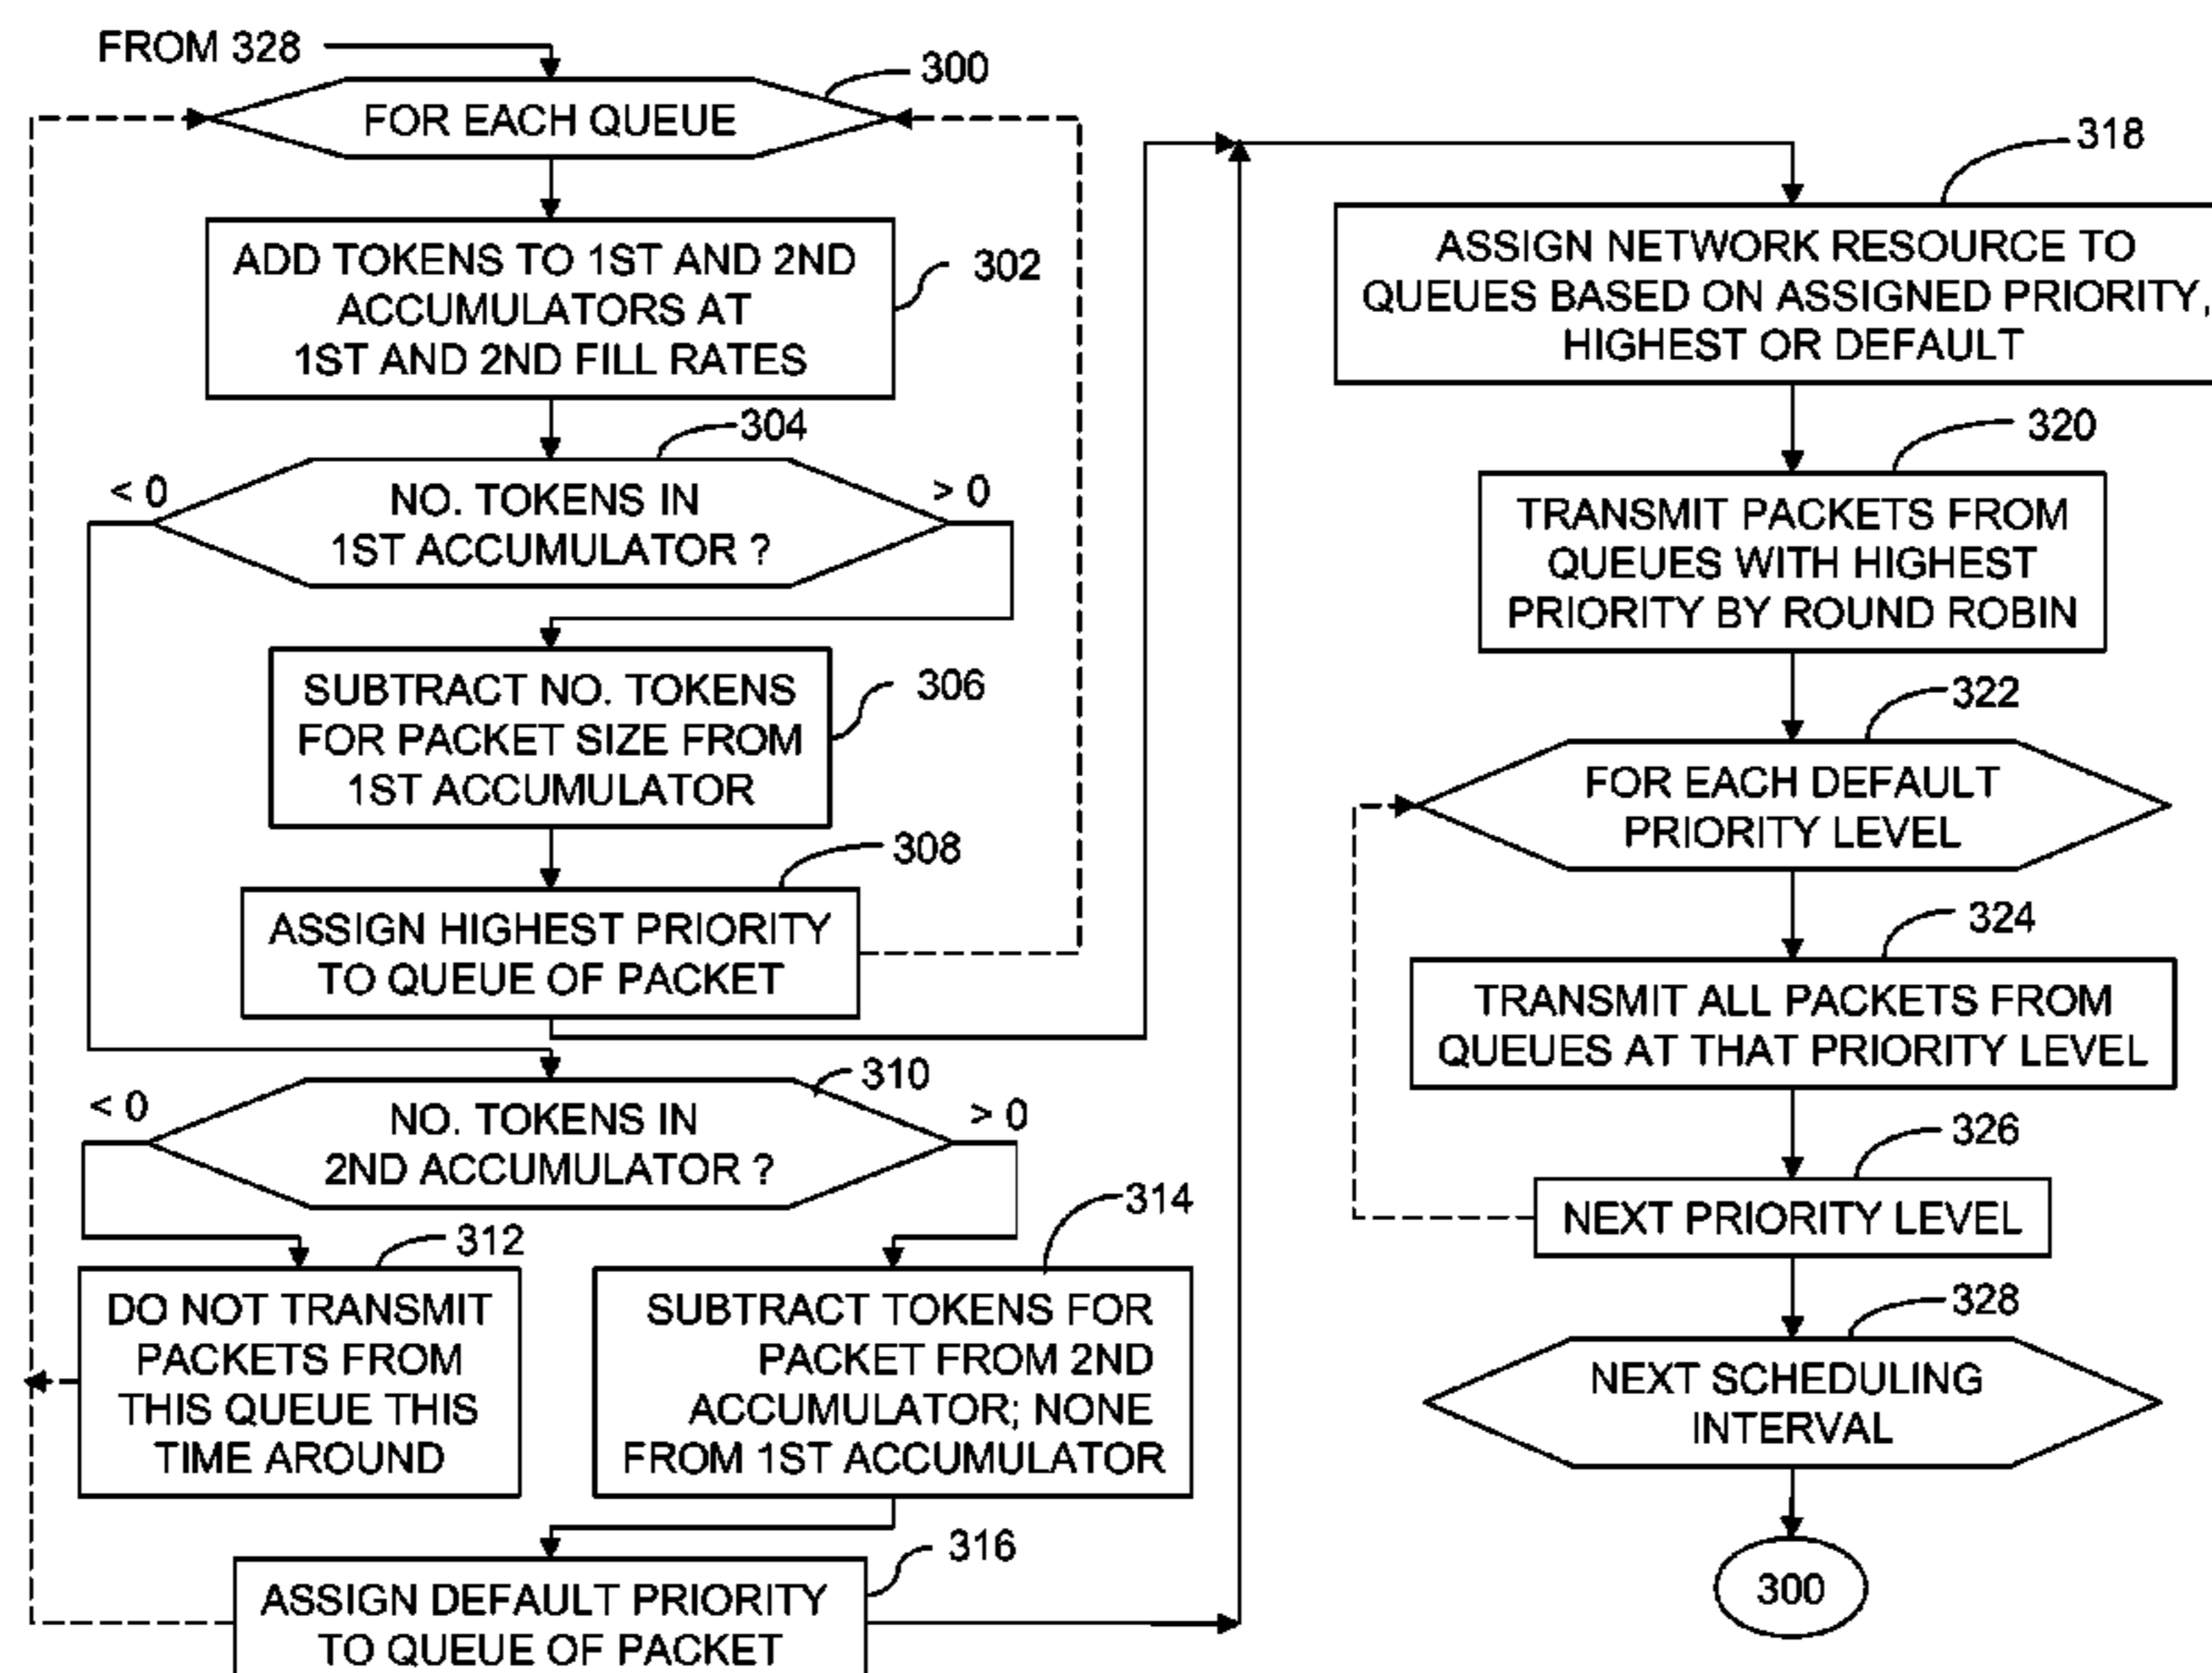 FROM 328
300
FOR EACH QUEUE
ADD TOKENS TO 1ST AND 2ND
ACCUMULATORS AT
1ST AND 2ND FILL RATES
302
304
< 0
> 0
NO. TOKENS IN
1ST ACCUMULATOR ?
SUBTRACT NO. TOKENS
FOR PACKET SIZE FROM
1ST ACCUMULATOR
306
308
ASSIGN HIGHEST PRIORITY
TO QUEUE OF PACKET
310
< 0
> 0
NO. TOKENS IN
2ND ACCUMULATOR ?
312
DO NOT TRANSMIT
PACKETS FROM
THIS QUEUE THIS
TIME AROUND
314
SUBTRACT TOKENS FOR
PACKET FROM 2ND
ACCUMULATOR; NONE
FROM 1ST ACCUMULATOR
316
ASSIGN DEFAULT PRIORITY
TO QUEUE OF PACKET
318
ASSIGN NETWORK RESOURCE TO
QUEUES BASED ON ASSIGNED PRIORITY,
HIGHEST OR DEFAULT
320
TRANSMIT PACKETS FROM
QUEUES WITH HIGHEST
PRIORITY BY ROUND ROBIN
322
FOR EACH DEFAULT
PRIORITY LEVEL
324
TRANSMIT ALL PACKETS FROM
QUEUES AT THAT PRIORITY LEVEL
326
NEXT PRIORITY LEVEL
328
NEXT SCHEDULING
INTERVAL
300